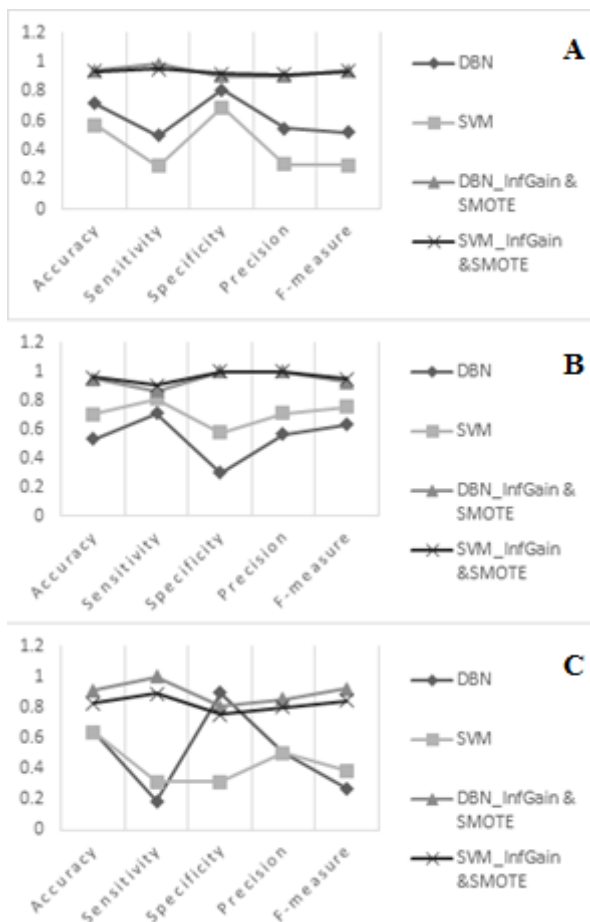 A
1.2
1
0.8
0.6
0.4
0.2
0
Accuracy
Sensitivity
Specificity
Precision
F-measure
DBN
SVM
DBN_InfGain &
SMOTE
SVM_InfGain
&SMOTE
B
1.2
1
0.8
0.6
0.4
0.2
0
Accuracy
Sensitivity
Specificity
Precision
F-measure
DBN
SVM
DBN_InfGain &
SMOTE
SVM_InfGain
&SMOTE
C
1.2
1
0.8
0.6
0.4
0.2
0
Accuracy
Sensitivity
Specificity
Precision
F-measure
DBN
SVM
DBN_InfGain &
SMOTE
SVM_InfGain
&SMOTE